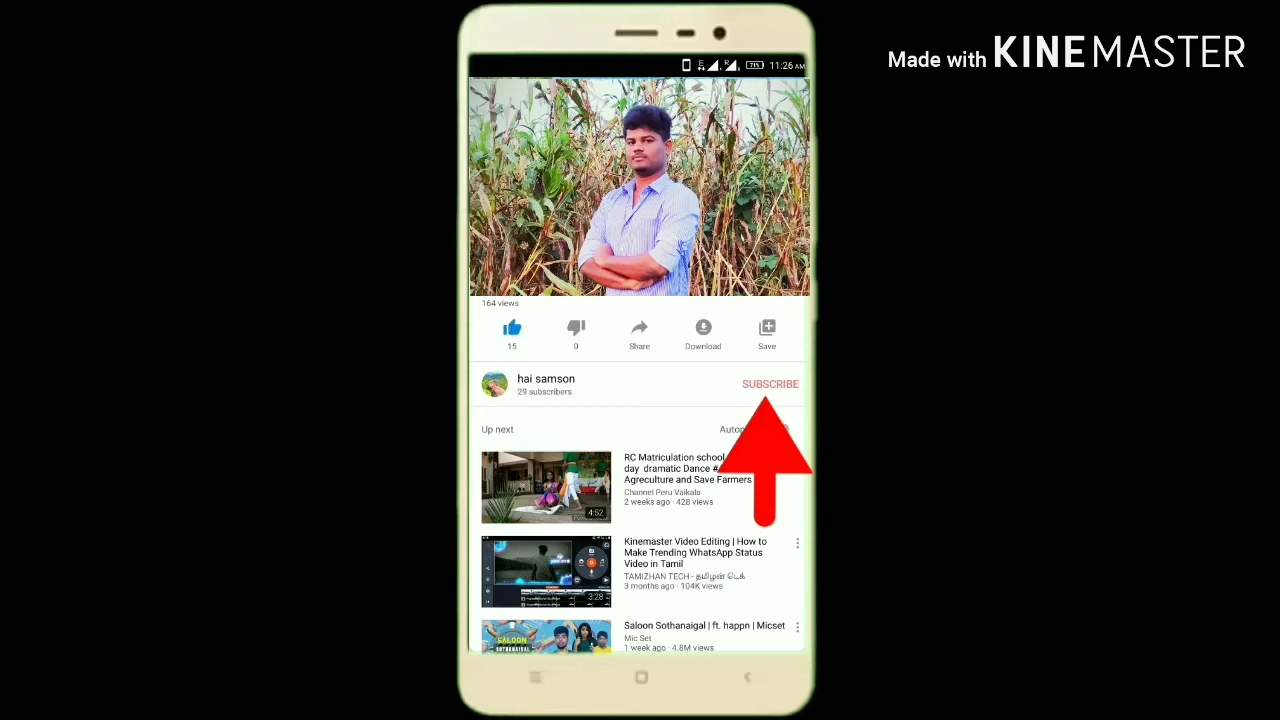 Made with KINEMASTER
E R 71% 11:26 AM
164 views
15 0 Share Download Save
hai samson
29 subscribers
SUBSCRIBE
Up next
RC Matriculation school
day dramatic Dance #
Agreculture and Save Farmers
Channel Peru Vaikala
2 weeks ago · 428 views
4:52
Kinemaster Video Editing | How to
Make Trending WhatsApp Status
Video in Tamil
TAMIZHAN TECH - தமிழன் டெக்
3 months ago · 104K views
3:28
Saloon Sothanaigal | ft. happn | Micset
Mic Set
1 week ago · 4.8M views
SALOON
SOTHANAIGAL